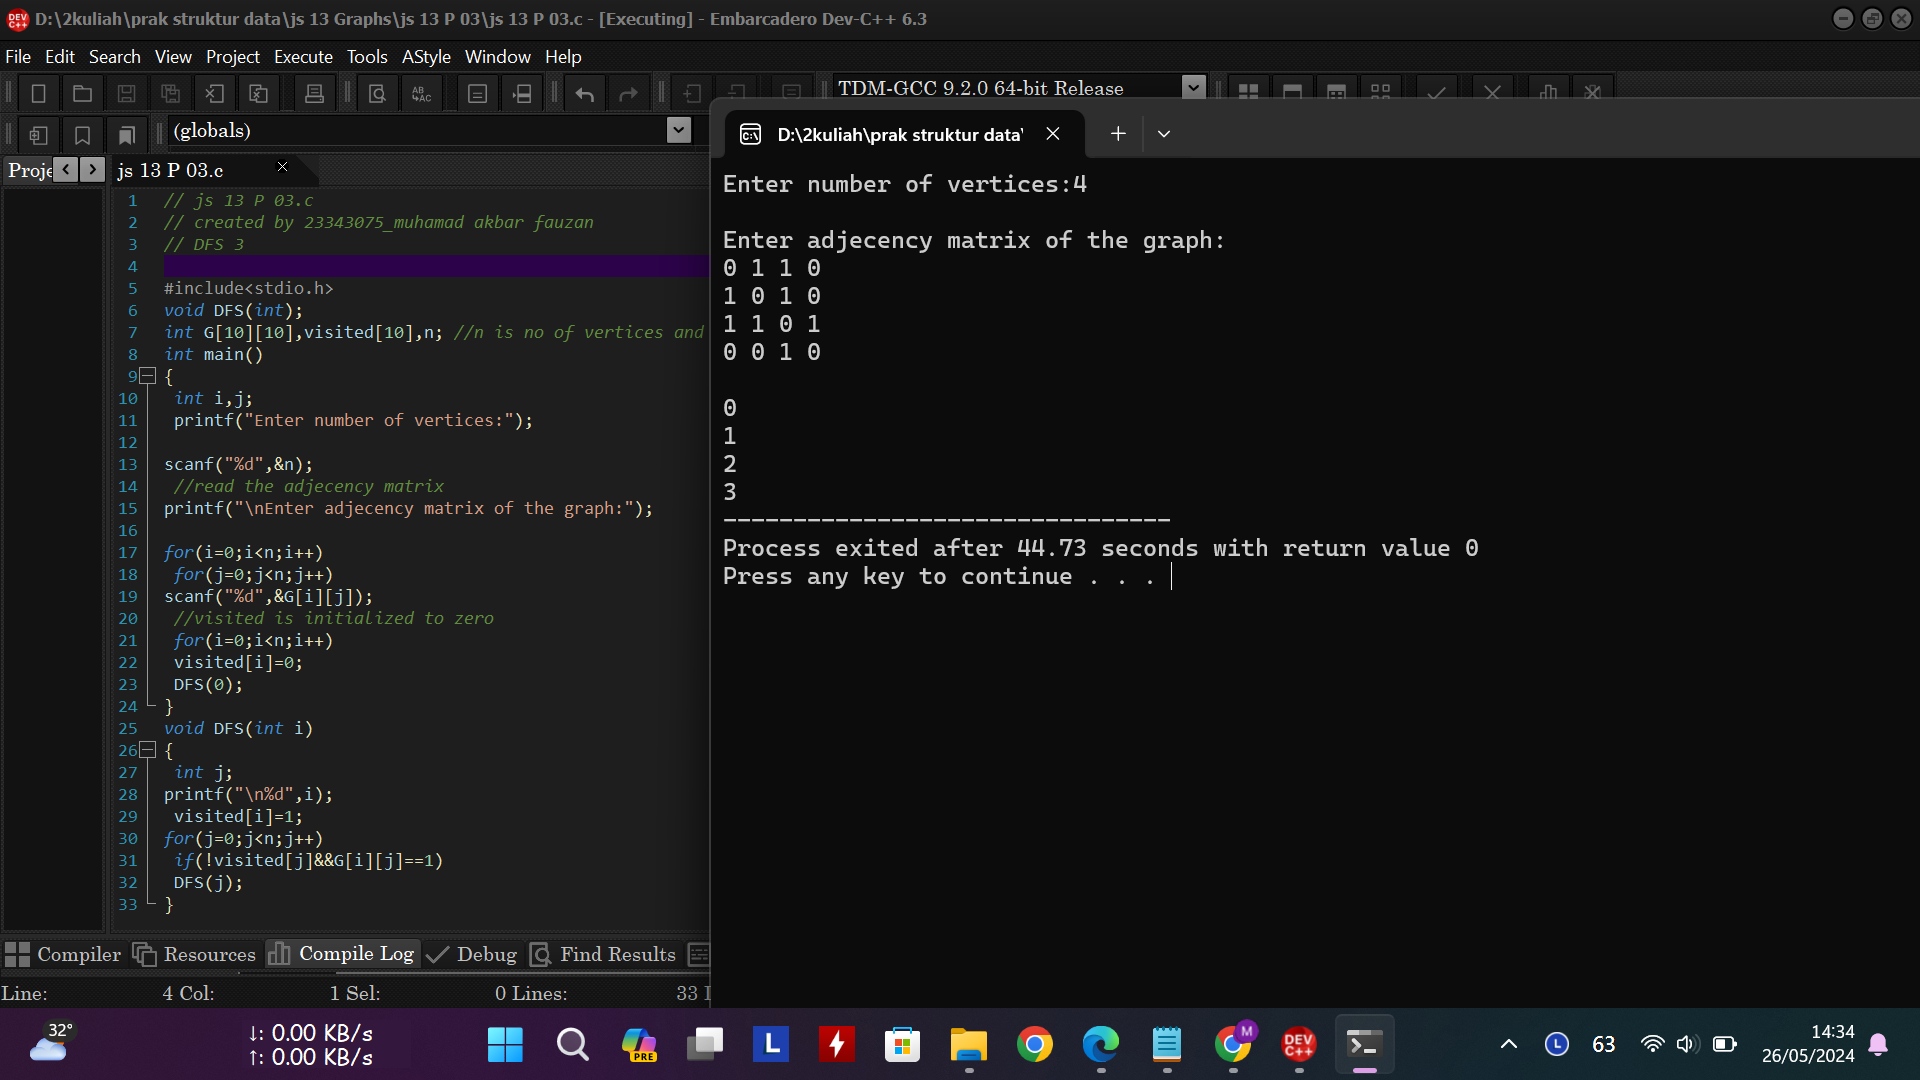 D:\2kuliah\prak struktur data\js 13 Graphs\js 13 P 03\js 13 P 03.c - [Executing] - Embarcadero Dev-C++ 6.3
File Edit Search View Project Execute Tools AStyle Window Help
TDM-GCC 9.2.0 64-bit Release
(globals)
Proje
js 13 P 03.c
1 // js 13 P 03.c
2 // created by 23343075_muhamad akbar fauzan
3 // DFS 3
4
5 #include<stdio.h>
6 void DFS(int);
7 int G[10][10],visited[10],n; //n is no of vertices and
8 int main()
9 {
10 int i,j;
11 printf("Enter number of vertices:");
12
13 scanf("%d",&n);
14 //read the adjecency matrix
15 printf("\nEnter adjecency matrix of the graph:");
16
17 for(i=0;i<n;i++)
18 for(j=0;j<n;j++)
19 scanf("%d",&G[i][j]);
20 //visited is initialized to zero
21 for(i=0;i<n;i++)
22 visited[i]=0;
23 DFS(0);
24 }
25 void DFS(int i)
26 {
27 int j;
28 printf("\n%d",i);
29 visited[i]=1;
30 for(j=0;j<n;j++)
31 if(!visited[j]&&G[i][j]==1)
32 DFS(j);
33 }
D:\2kuliah\prak struktur data\
Enter number of vertices:4
Enter adjecency matrix of the graph:
0 1 1 0
1 0 1 0
1 1 0 1
0 0 1 0
0
1
2
3
--------------------------------
Process exited after 44.73 seconds with return value 0
Press any key to continue . . .
Compiler Resources Compile Log Debug Find Results
Line: 4 Col: 1 Sel: 0 Lines: 33
32°
↓: 0.00 KB/s
↑: 0.00 KB/s
PRE
L
M
DEV C++
L
63
14:34
26/05/2024